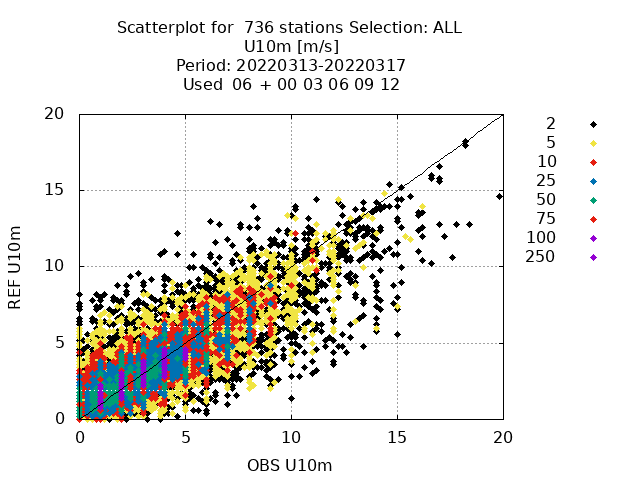 Scatterplot for  736 stations Selection: ALL
U10m [m/s]
Period: 20220313-20220317
Used  06 + 00 03 06 09 12
20
15
10
5
0
0 5 10 15 20
REF U10m
OBS U10m
2
5
10
25
50
75
100
250